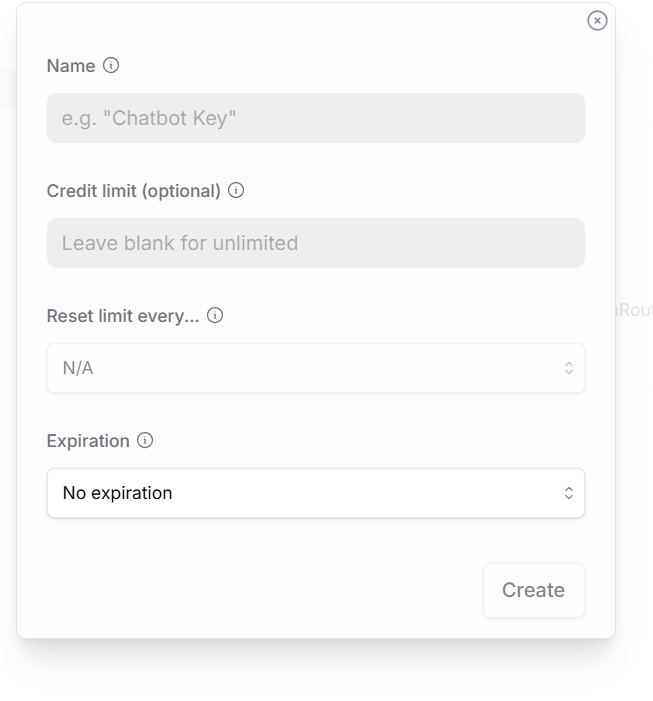 Name
e.g. "Chatbot Key"
Credit limit (optional)
Leave blank for unlimited
Reset limit every...
N/A
Expiration
No expiration
Create